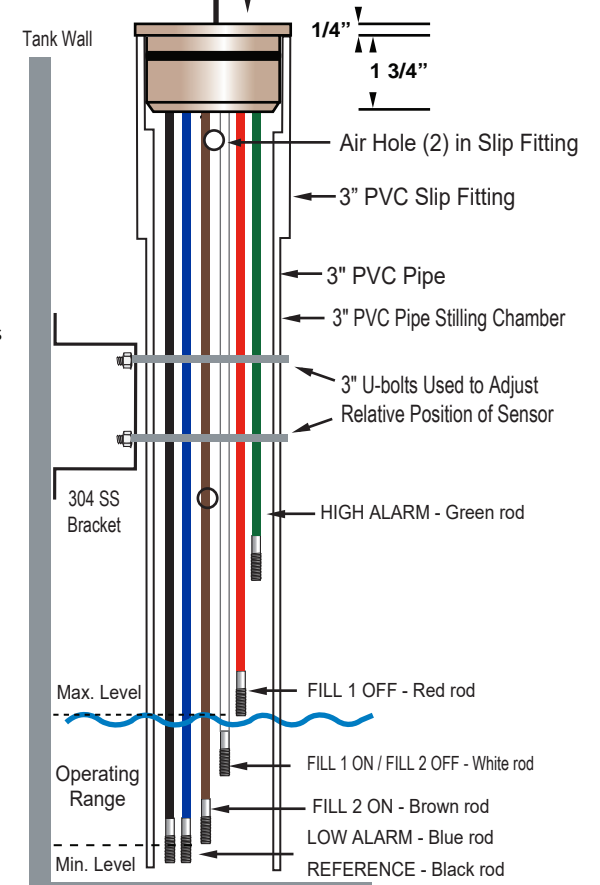 Tank Wall
1/4”
1 3/4”
Air Hole (2) in Slip Fitting
3” PVC Slip Fitting
3" PVC Pipe
3" PVC Pipe Stilling Chamber
s
3" U-bolts Used to Adjust
Relative Position of Sensor
304 SS
Bracket
HIGH ALARM - Green rod
Max. Level
FILL 1 OFF - Red rod
FILL 1 ON / FILL 2 OFF - White rod
Operating
Range
FILL 2 ON - Brown rod
LOW ALARM - Blue rod
Min. Level
REFERENCE - Black rod